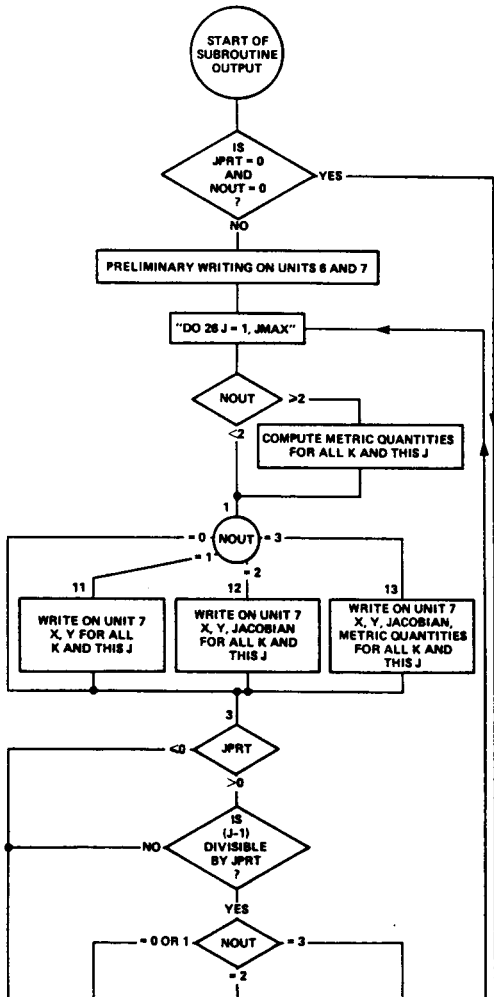 START OF
SUBROUTINE
OUTPUT
IS
JPRT = 0
AND
NOUT = 0
?
YES
NO
PRELIMINARY WRITING ON UNITS 6 AND 7
"DO 26 J = 1, JMAX"
NOUT
⩾2
<2
COMPUTE METRIC QUANTITIES
FOR ALL K AND THIS J
1
= 0
NOUT
= 3
= 1
= 2
11
WRITE ON UNIT 7
X, Y FOR ALL
K AND THIS J
12
WRITE ON UNIT 7
X, Y, JACOBIAN
FOR ALL K AND
THIS J
13
WRITE ON UNIT 7
X, Y, JACOBIAN,
METRIC QUANTITIES
FOR ALL K AND
THIS J
3
⩽0
JPRT
>0
IS
(J-1)
DIVISIBLE
BY JPRT
?
NO
YES
= 0 OR 1
NOUT
= 3
= 2